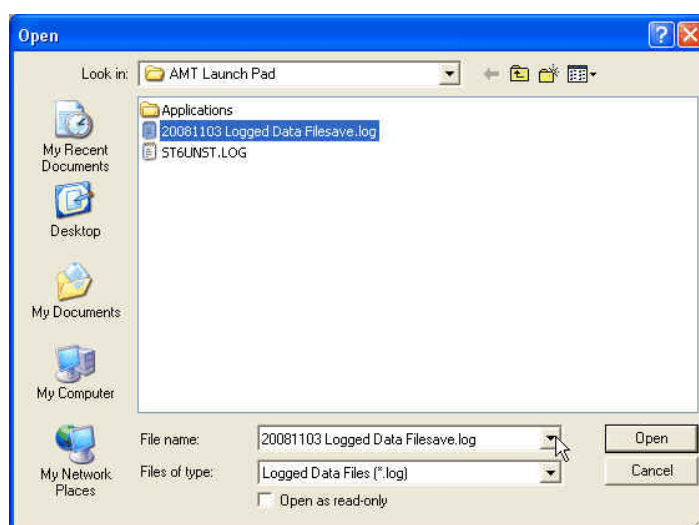 Open
Look in:
AMT Launch Pad
Applications
20081103 Logged Data Filesave.log
ST6UNST.LOG
My Recent
Documents
Desktop
My Documents
My Computer
My Network
Places
File name:
20081103 Logged Data Filesave.log
Open
Files of type:
Logged Data Files (*.log)
Cancel
Open as read-only